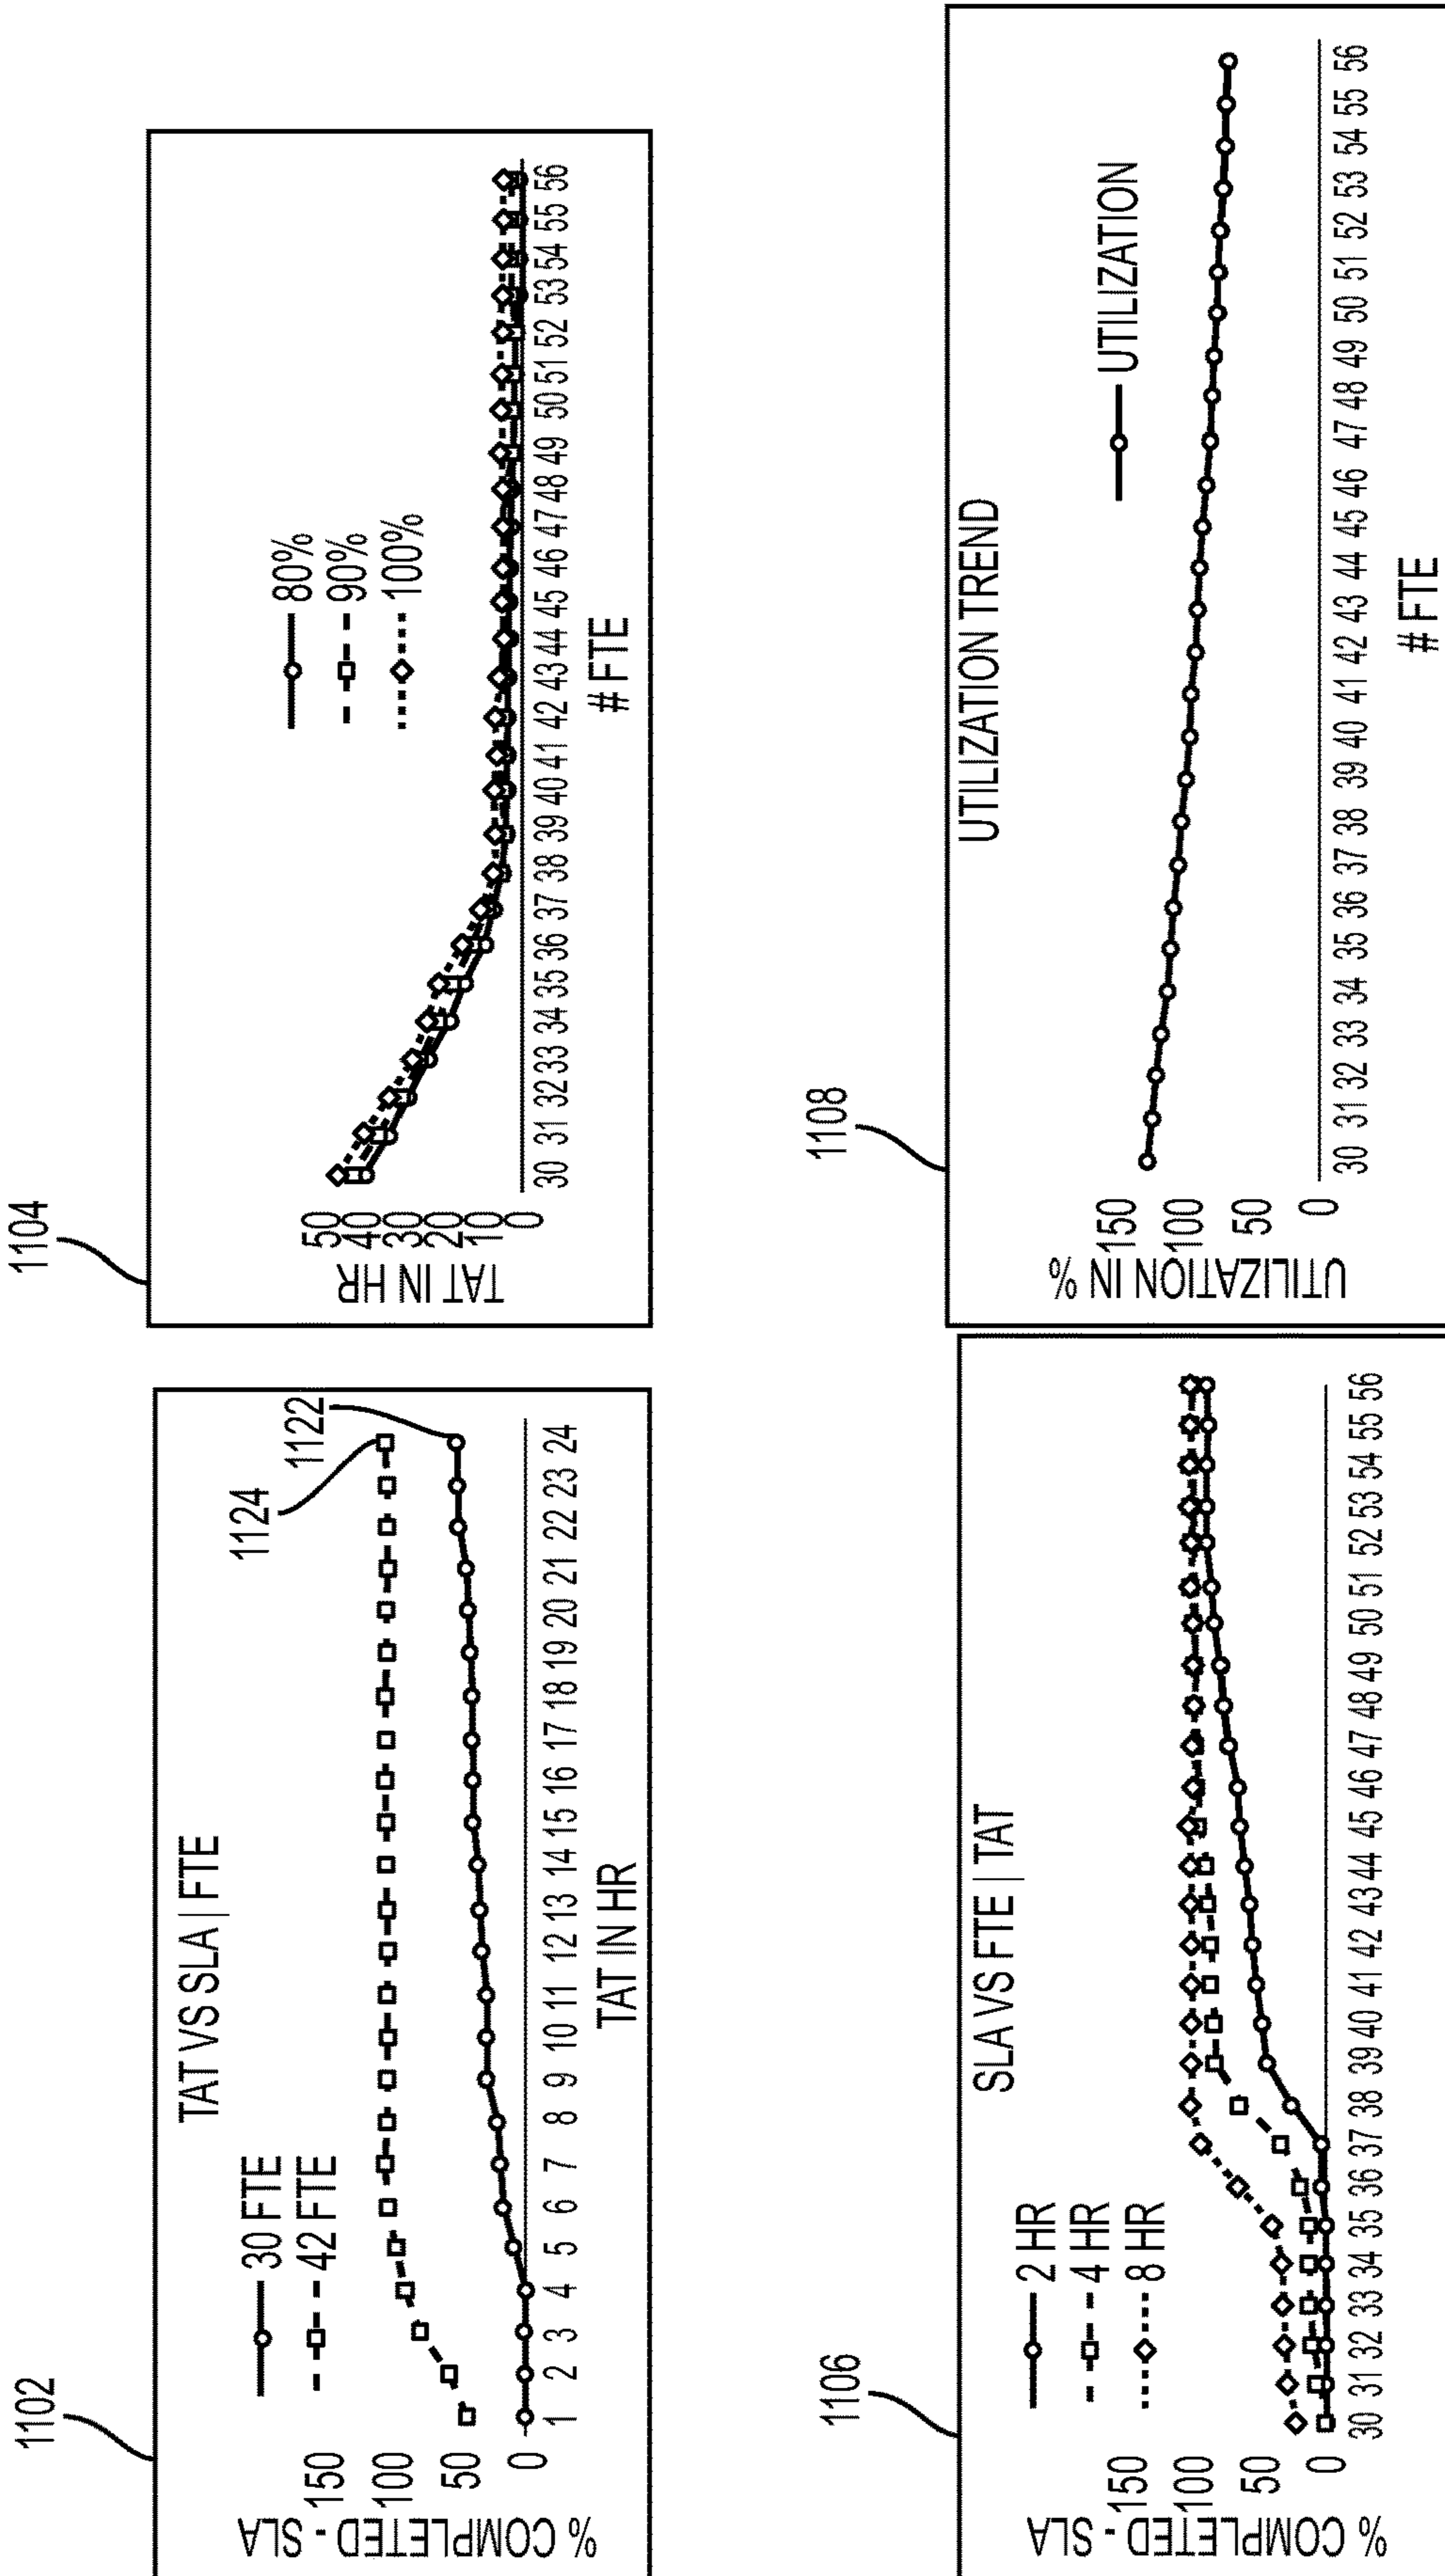 1102
TAT VS SLA | FTE
30 FTE
42 FTE
1124
1122
% COMPLETED - SLA
150
100
50
0
1 2 3 4 5 6 7 8 9 10 11 12 13 14 15 16 17 18 19 20 21 22 23 24
TAT IN HR
1104
80%
90%
100%
TAT IN HR
50
40
30
20
10
0
30 31 32 33 34 35 36 37 38 39 40 41 42 43 44 45 46 47 48 49 50 51 52 53 54 55 56
# FTE
1106
SLA VS FTE | TAT
2 HR
4 HR
8 HR
% COMPLETED - SLA
150
100
50
0
30 31 32 33 34 35 36 37 38 39 40 41 42 43 44 45 46 47 48 49 50 51 52 53 54 55 56
1108
UTILIZATION TREND
UTILIZATION
UTILIZATION IN %
150
100
50
0
30 31 32 33 34 35 36 37 38 39 40 41 42 43 44 45 46 47 48 49 50 51 52 53 54 55 56
# FTE